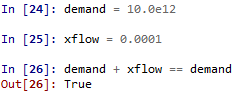 In [24]: demand = 10.0e12
In [25]: xflow = 0.0001
In [26]: demand + xflow == demand
Out[26]: True